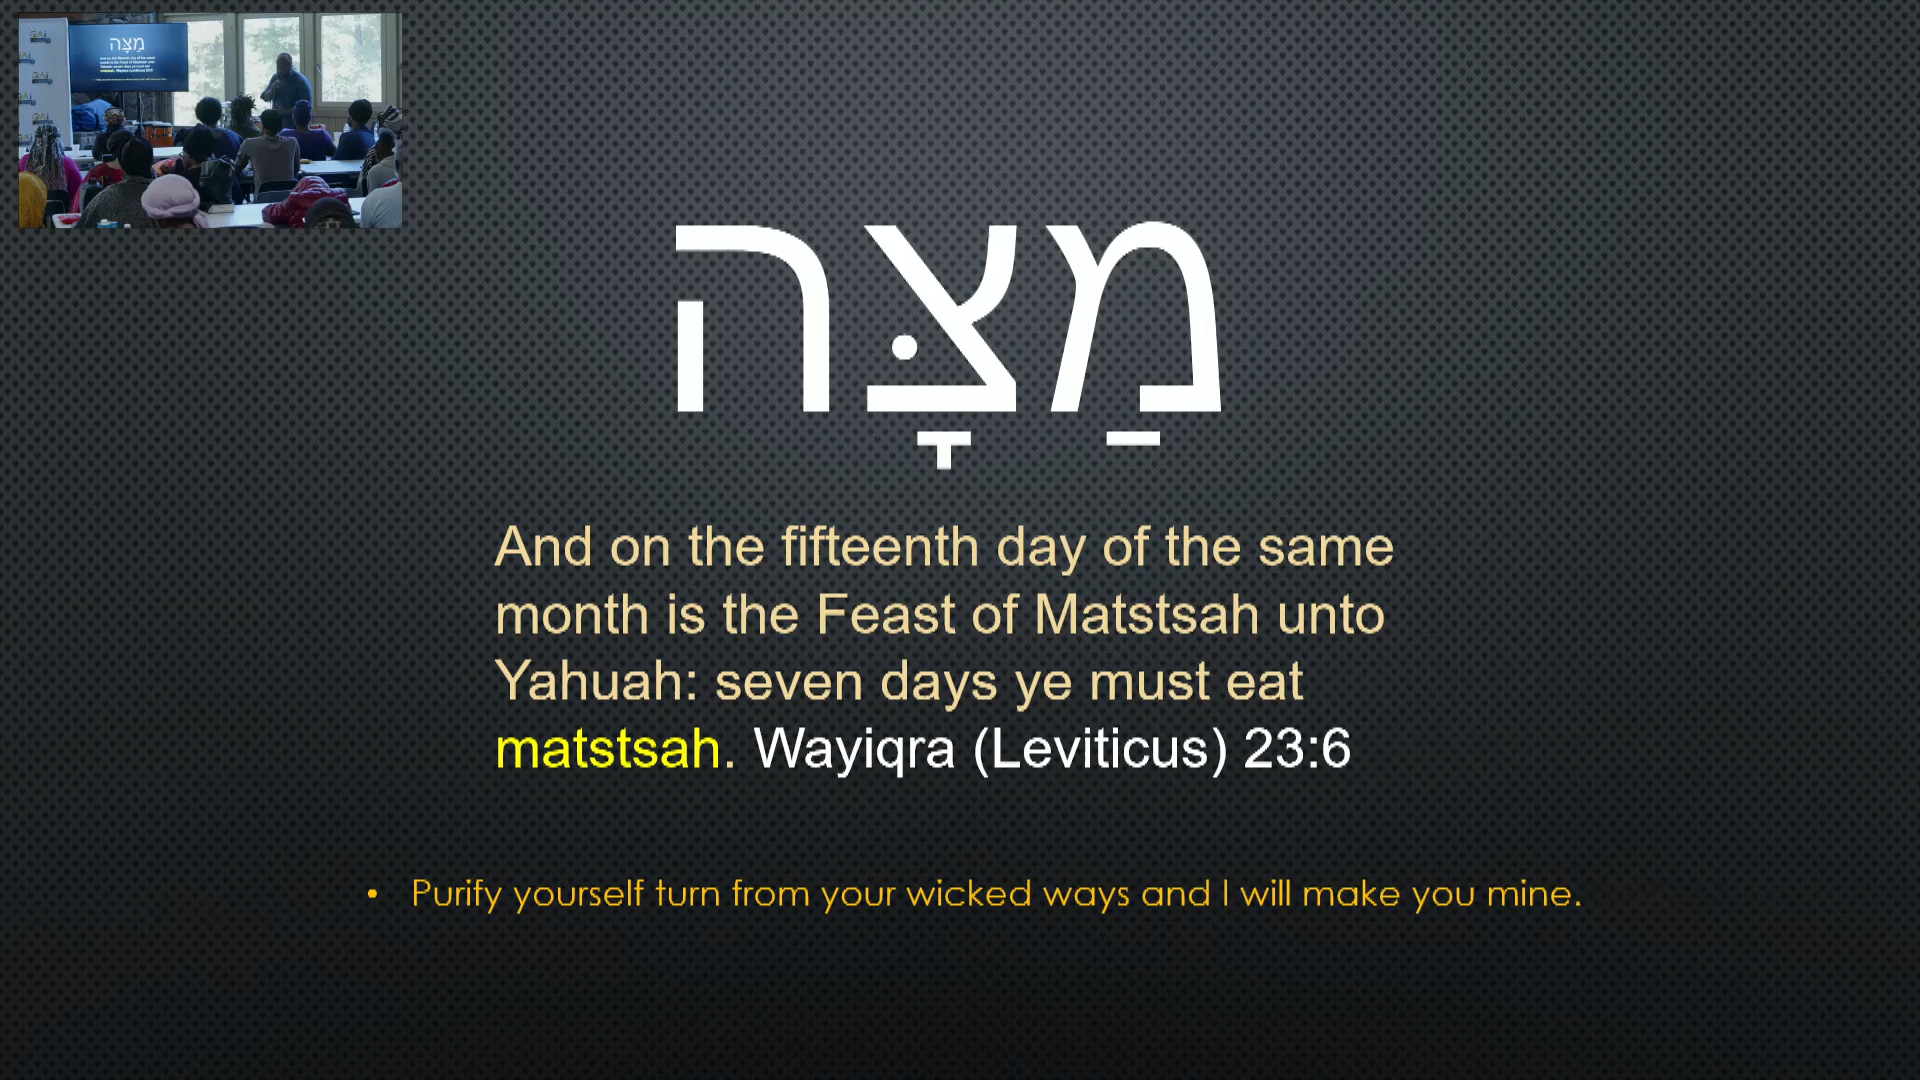 מַצָּה
And on the fifteenth day of the same
month is the Feast of Matstsah unto
Yahuah: seven days ye must eat
matstsah. Wayiqra (Leviticus) 23:6
• Purify yourself turn from your wicked ways and I will make you mine.
מַצָּה